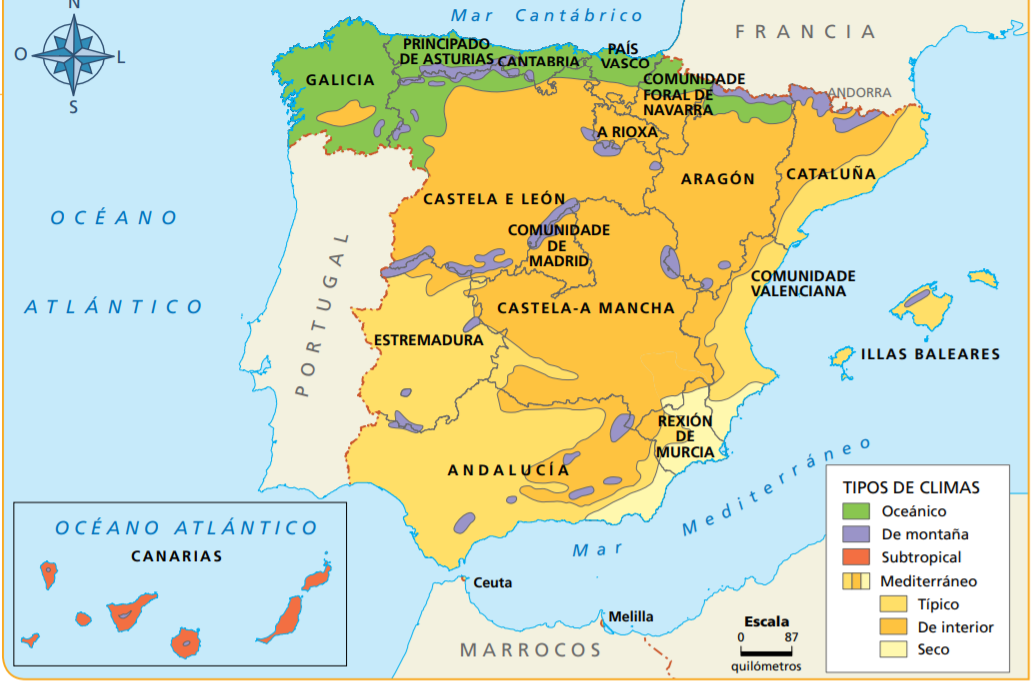 N
O
L
S
Mar Cantábrico
FRANCIA
PRINCIPADO
DE ASTURIAS
CANTABRIA
PAÍS
VASCO
GALICIA
COMUNIDADE
FORAL DE
NAVARRA
ANDORRA
A RIOXA
ARAGÓN
CATALUÑA
CASTELA E LEÓN
OCÉANO
ATLÁNTICO
COMUNIDADE
DE
MADRID
PORTUGAL
COMUNIDADE
VALENCIANA
CASTELA-A MANCHA
ESTREMADURA
ILLAS BALEARES
REXIÓN
DE
MURCIA
ANDALUCÍA
Mar Mediterráneo
OCÉANO ATLÁNTICO
CANARIAS
Ceuta
Melilla
MARROCOS
Escala
0 87
quilómetros
TIPOS DE CLIMAS
Oceánico
De montaña
Subtropical
Mediterráneo
Típico
De interior
Seco